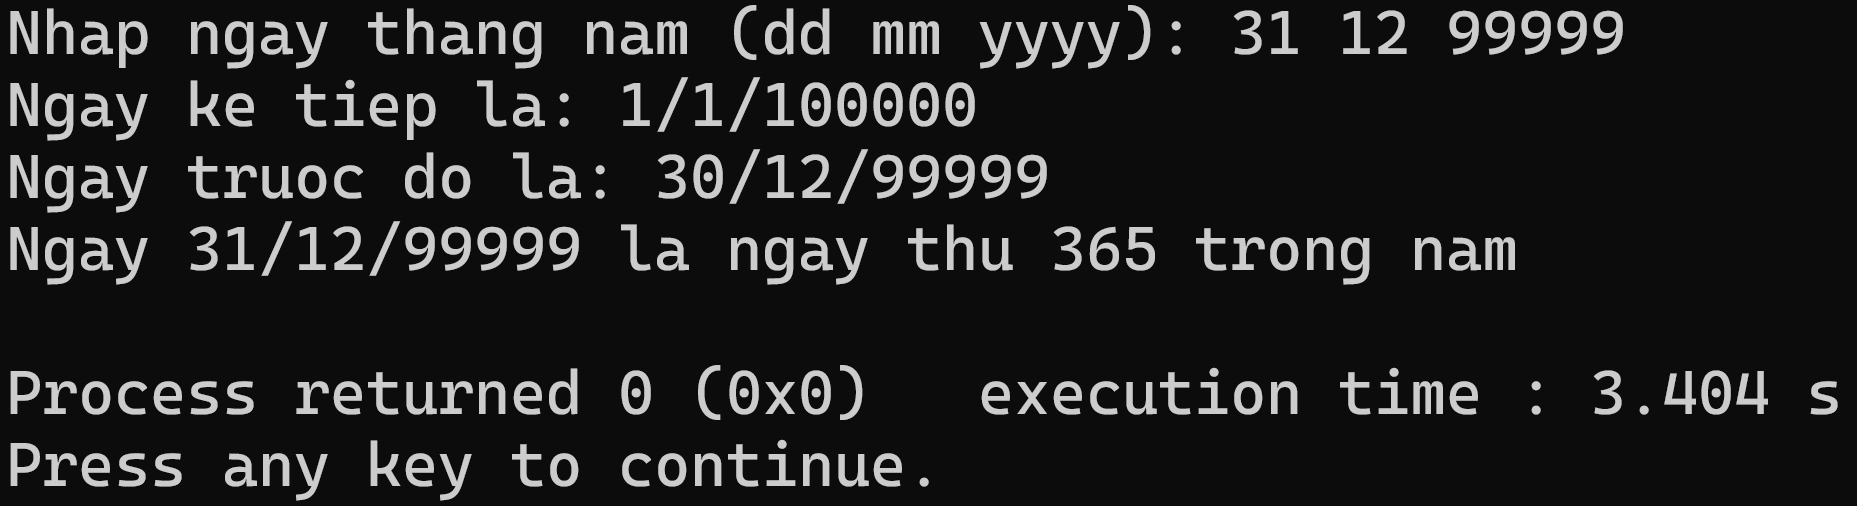 Nhap ngay thang nam (dd mm yyyy): 31 12 99999
Ngay ke tiep la: 1/1/100000
Ngay truoc do la: 30/12/99999
Ngay 31/12/99999 la ngay thu 365 trong nam
Process returned 0 (0x0)   execution time : 3.404 s
Press any key to continue.